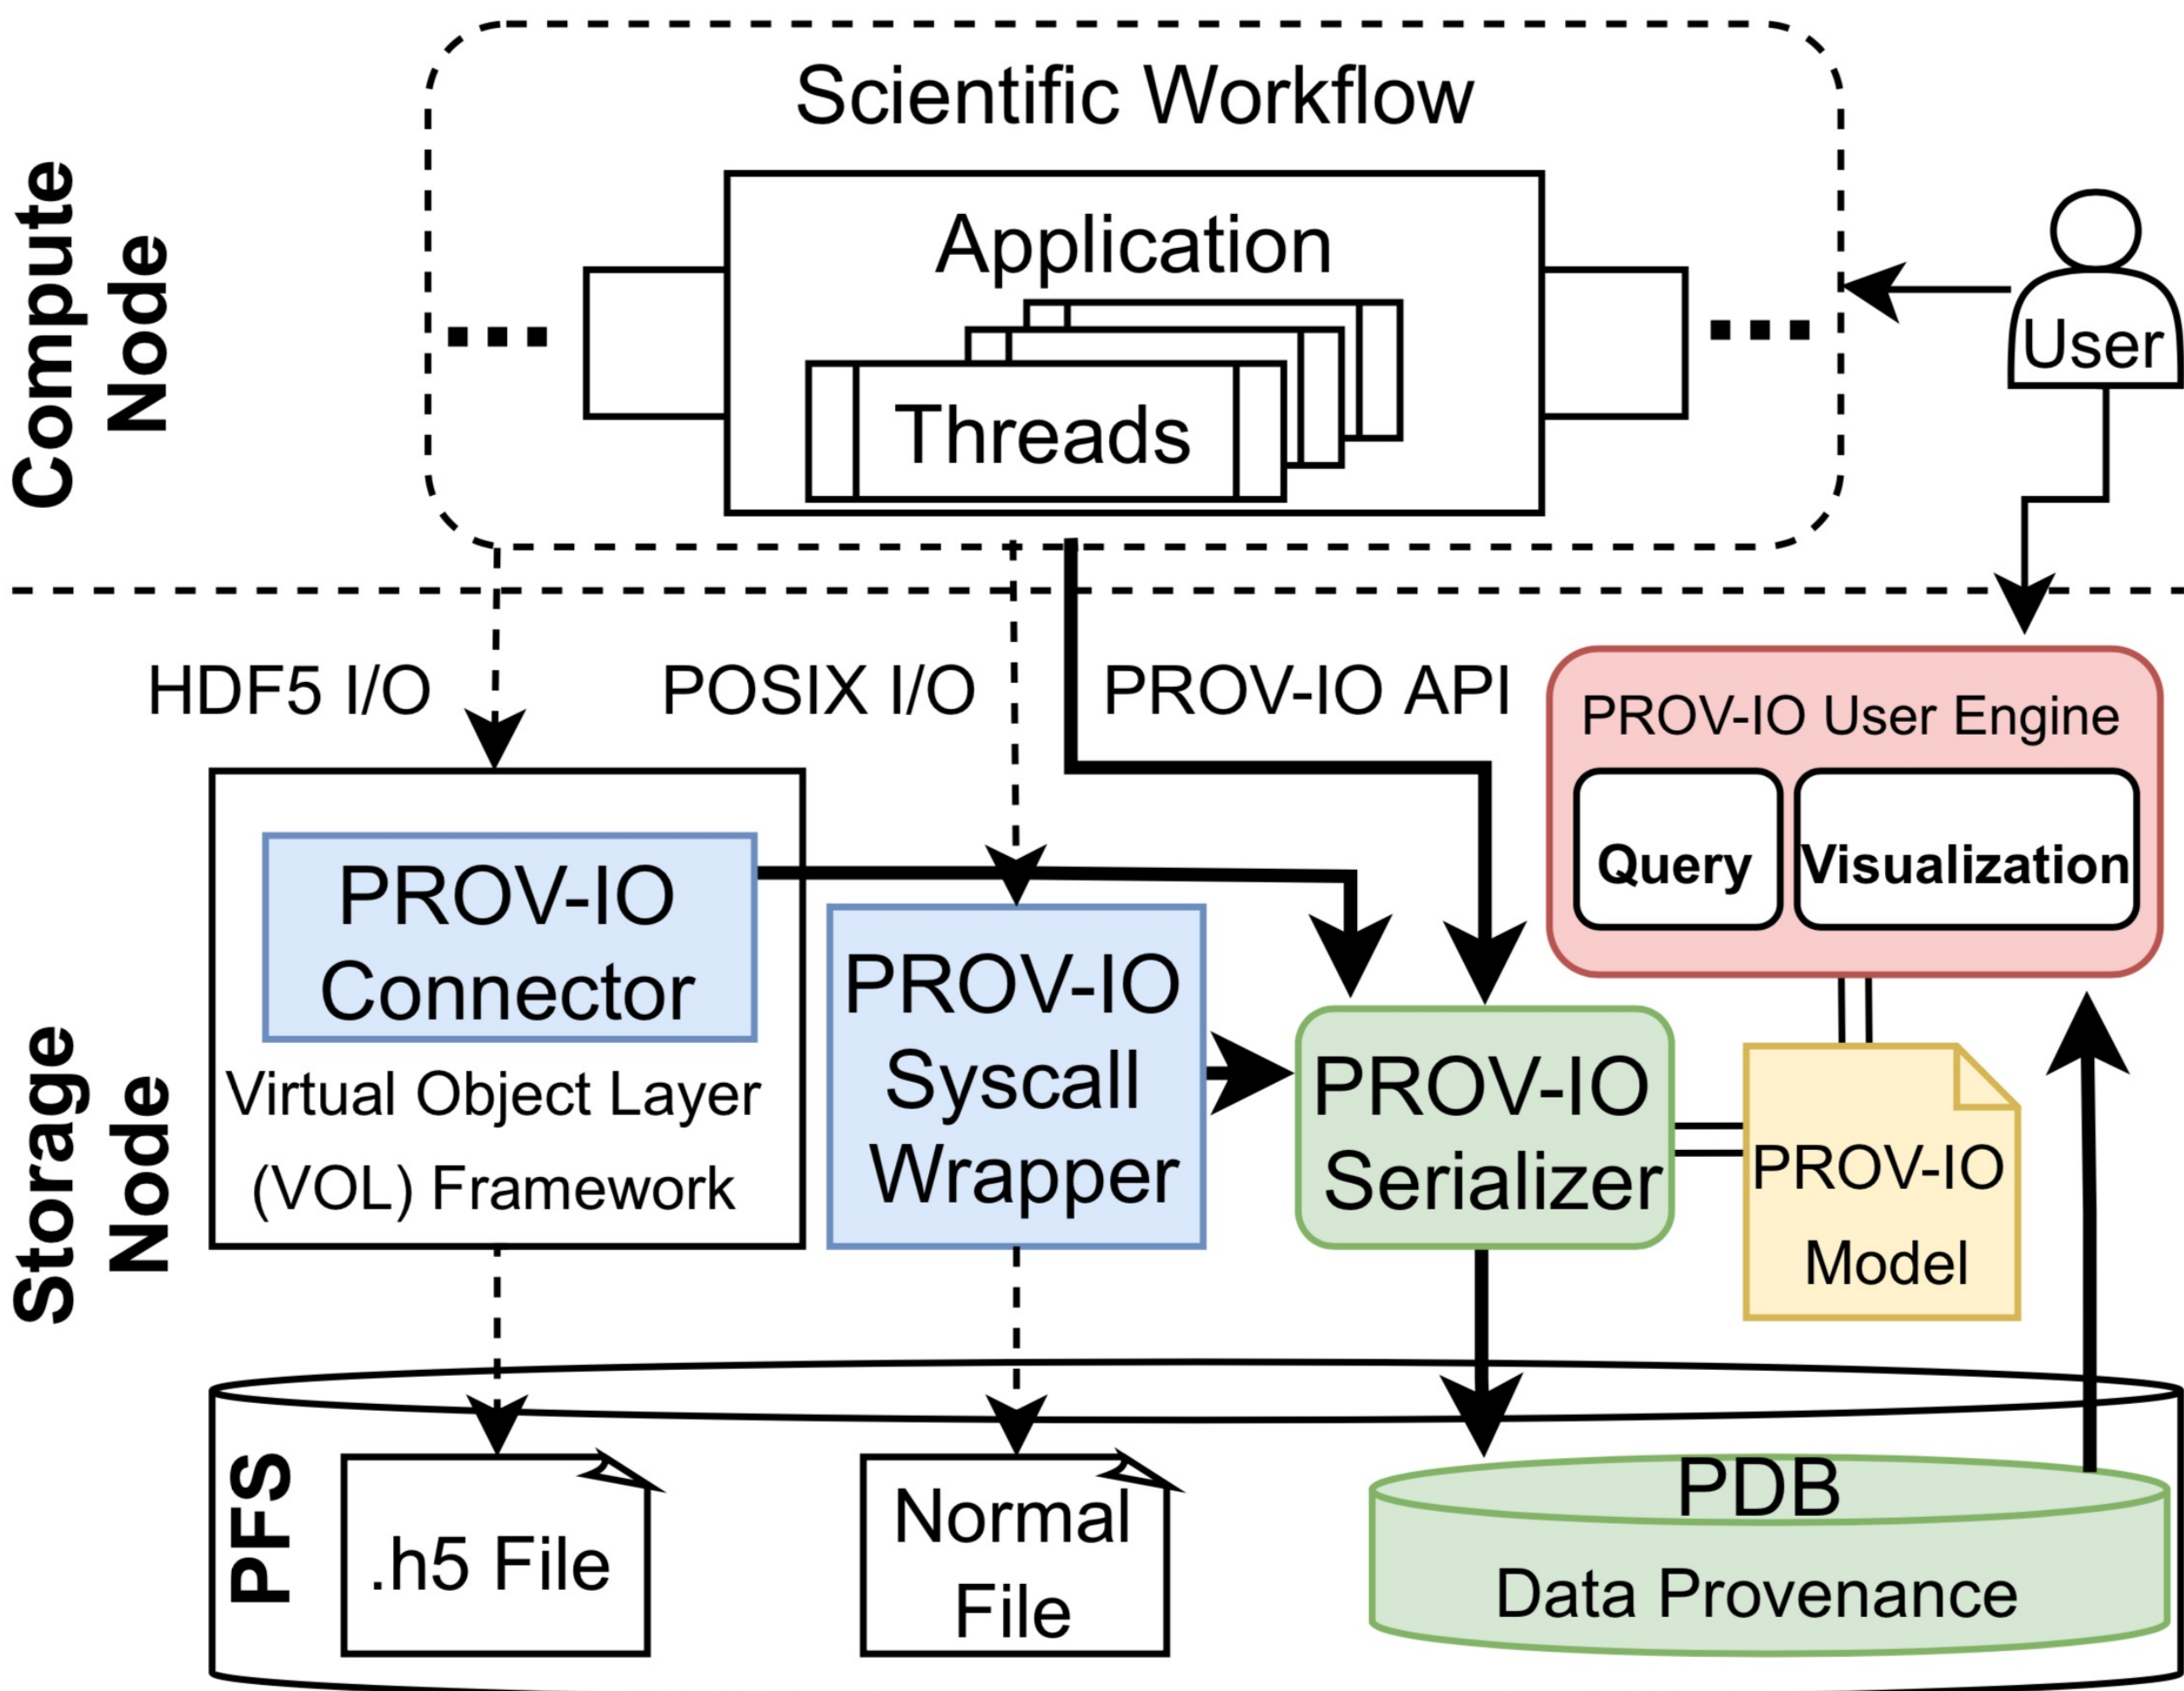 Scientific Workflow
Compute
Node
Application
Threads
User
HDF5 I/O
POSIX I/O
PROV-IO API
PROV-IO User Engine
Query
Visualization
Storage
Node
PROV-IO
Connector
Virtual Object Layer
(VOL) Framework
PROV-IO
Syscall
Wrapper
PROV-IO
Serializer
PROV-IO
Model
PFS
.h5 File
Normal
File
PDB
Data Provenance